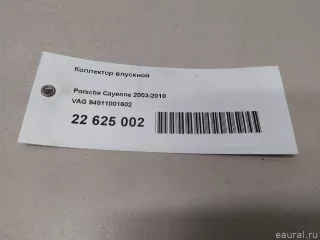 Коллектор впускной
Porsche Cayenne 2003-2010
VAG 94811001602
22 625 002
eaural.ru